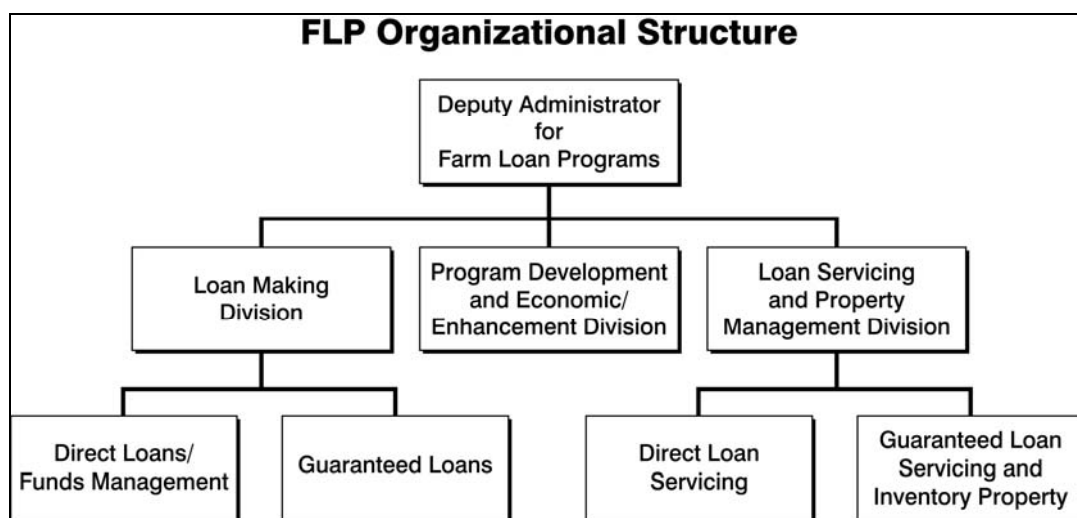 FLP Organizational Structure
Deputy Administrator
for
Farm Loan Programs
Loan Making
Division
Program Development
and Economic/
Enhancement Division
Loan Servicing
and Property
Management Division
Direct Loans/
Funds Management
Guaranteed Loans
Direct Loan
Servicing
Guaranteed Loan
Servicing and
Inventory Property